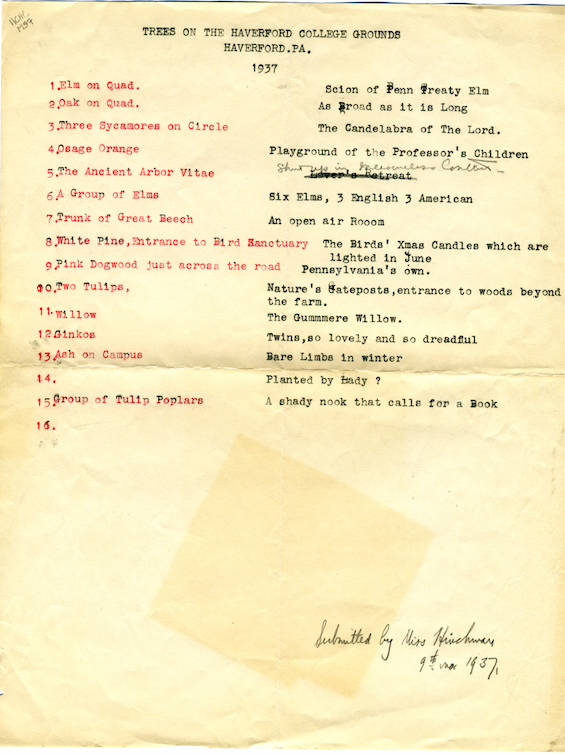 HCHC
1937
TREES ON THE HAVERFORD COLLEGE GROUNDS
HAVERFORD.PA.
1937
1.Elm on Quad. Scion of Penn Treaty Elm
2.Oak on Quad. As Broad as it is Long
3.Three Sycamores on Circle The Candelabra of The Lord.
4.Osage Orange Playground of the Professor's Children
Shut up in
5.The Ancient Arbor Vitae Lover's Retreat
6.A Group of Elms Six Elms, 3 English 3 American
7.Trunk of Great Beech An open air Rooom
8.White Pine,Entrance to Bird Sanctuary The Birds' Xmas Candles which are
lighted in June
9.Pink Dogwood just across the road Pennsylvania's own.
10.Two Tulips, Nature's Gateposts,entrance to woods beyond
the farm.
11.Willow The Gummmere Willow.
12.Ginkos Twins,so lovely and so dreadful
13.Ash on Campus Bare Limbs in winter
14. Planted by Lady ?
15.Group of Tulip Poplars A shady nook that calls for a Book
16.
Submitted by Miss Hinchman
9th 1937,